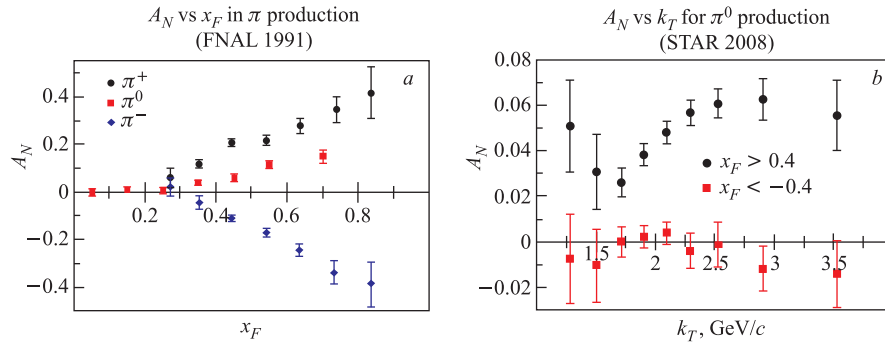 A_N vs x_F in π production
(FNAL 1991)
a
π⁺
π⁰
π⁻
0.4
0.2
0
−0.2
−0.4
0.2
0.4
0.6
0.8
A_N
x_F
A_N vs k_T for π⁰ production
(STAR 2008)
b
0.08
0.06
0.04
0.02
0
−0.02
x_F > 0.4
x_F < −0.4
1.5
2
2.5
3
3.5
A_N
k_T, GeV/c